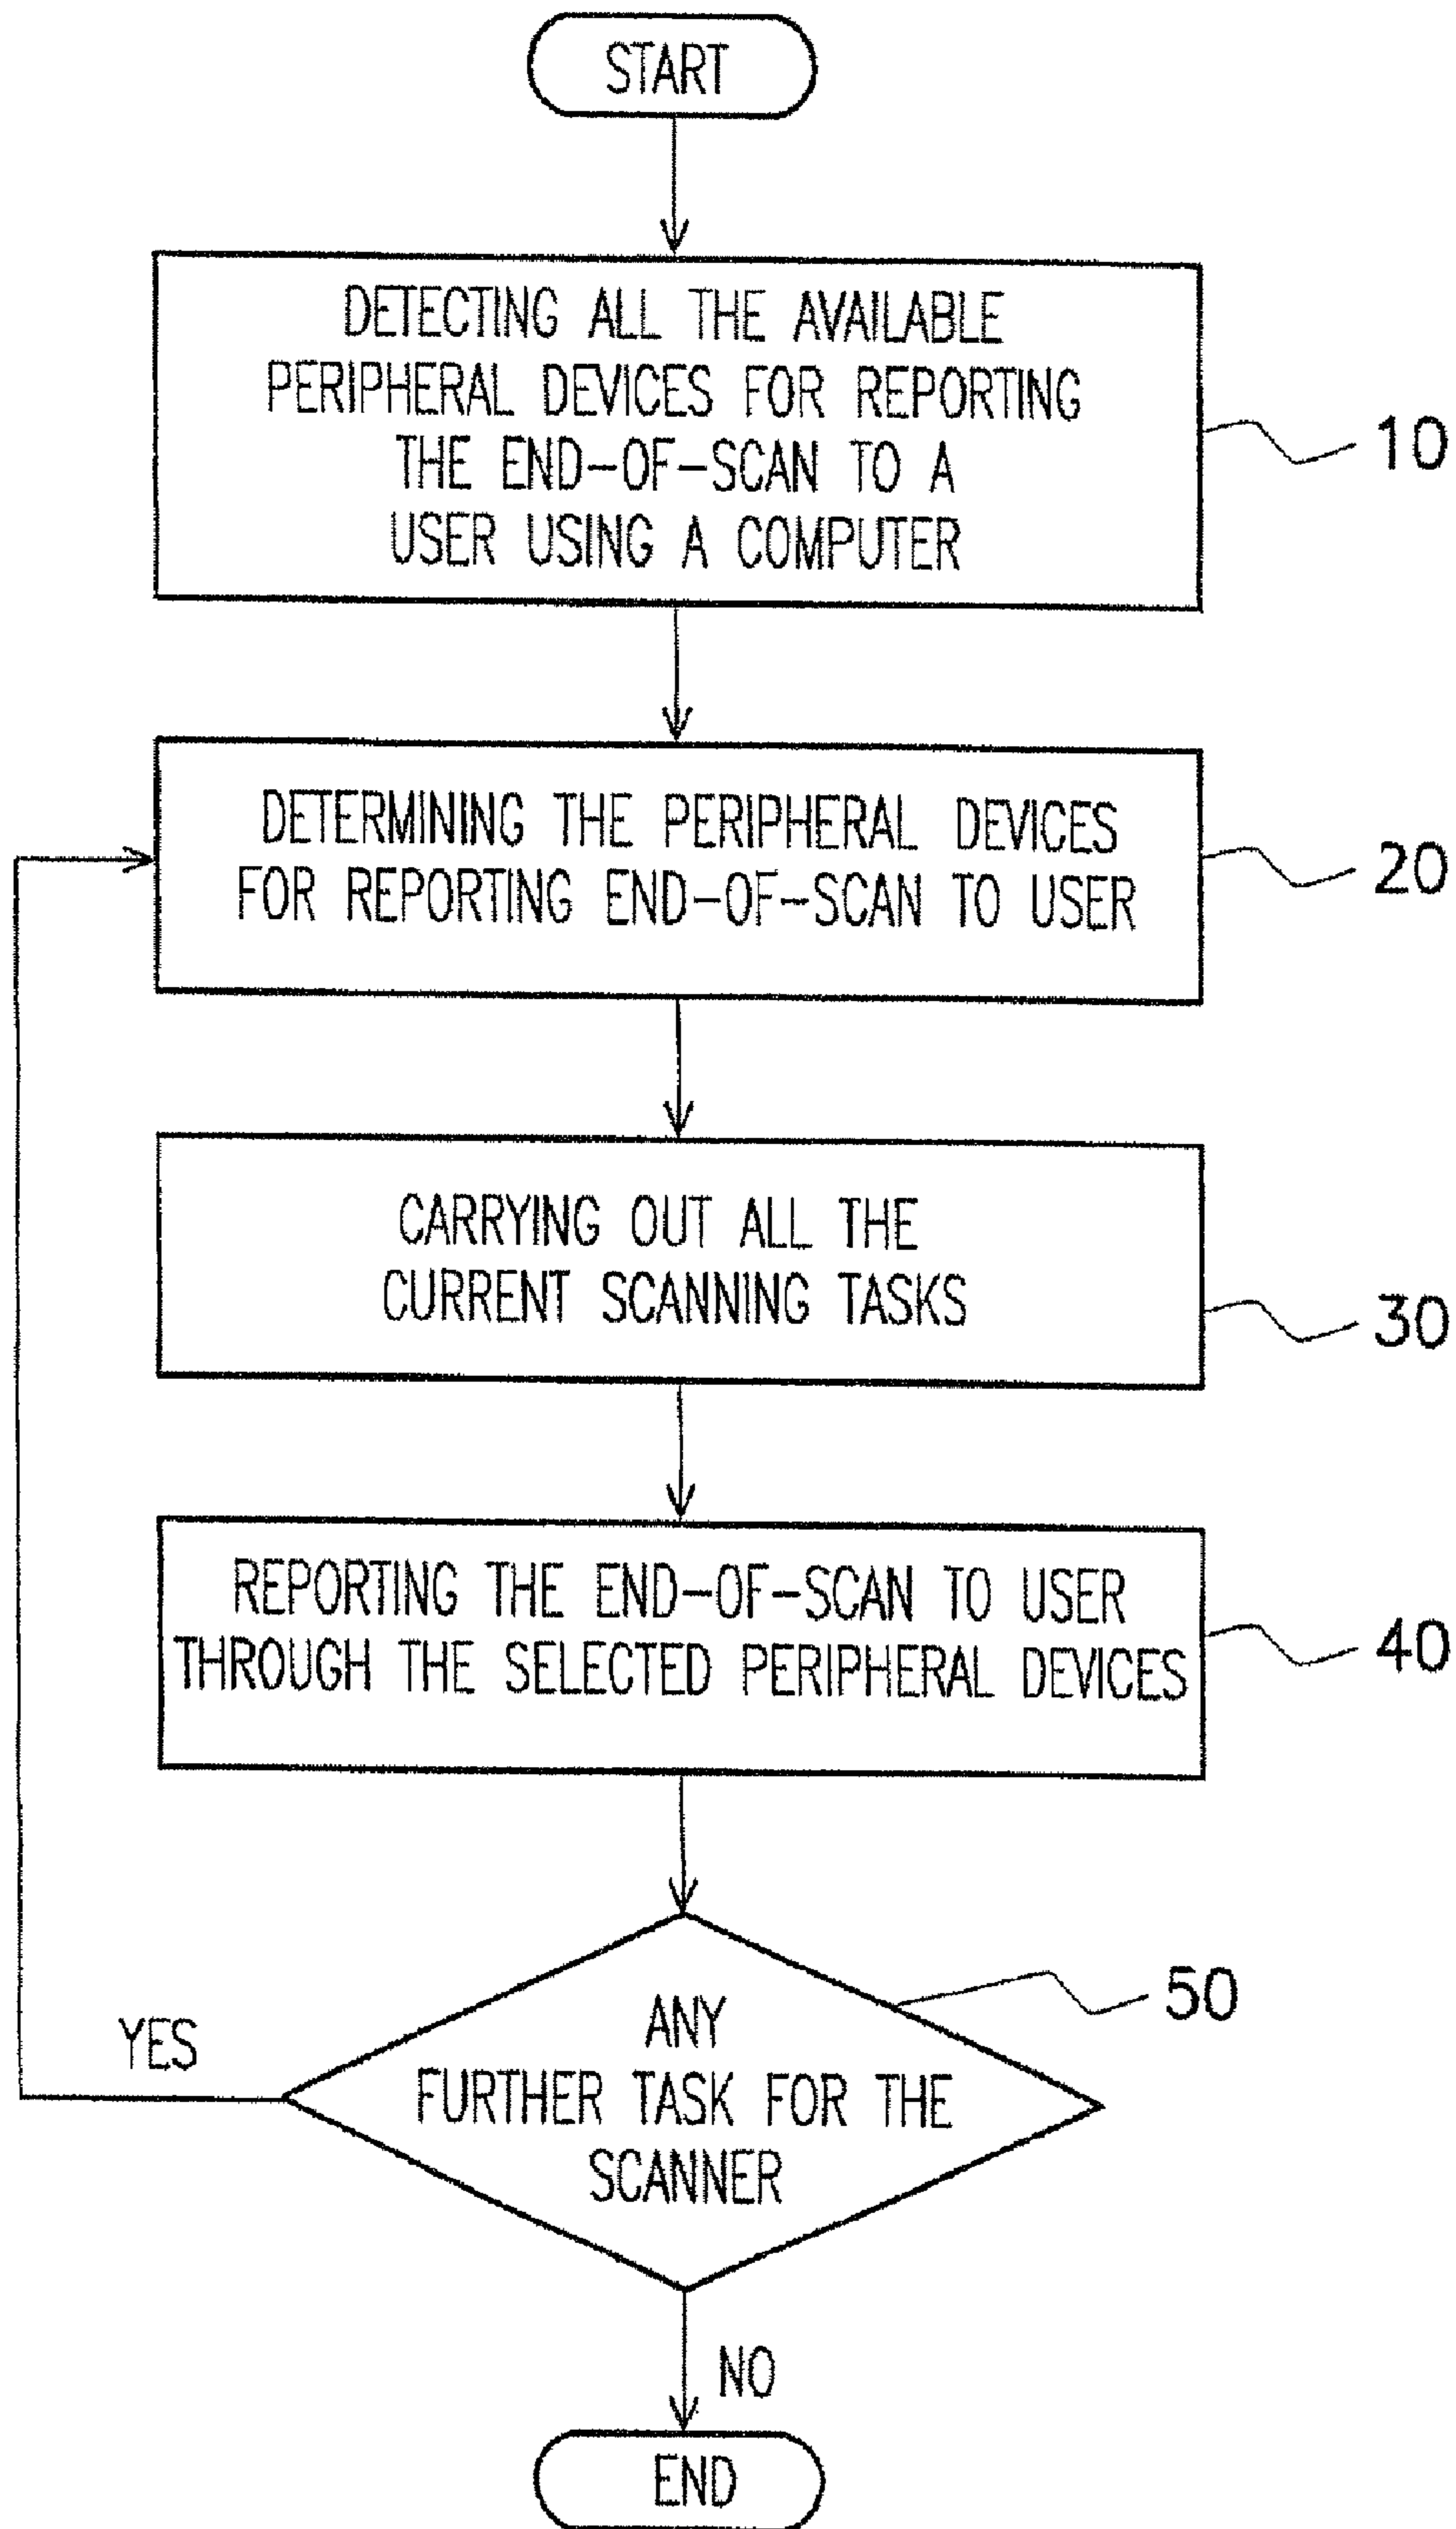 START
DETECTING ALL THE AVAILABLE
PERIPHERAL DEVICES FOR REPORTING
THE END-OF-SCAN TO A
USER USING A COMPUTER
10
DETERMINING THE PERIPHERAL DEVICES
FOR REPORTING END-OF-SCAN TO USER
20
CARRYING OUT ALL THE
CURRENT SCANNING TASKS
30
REPORTING THE END-OF-SCAN TO USER
THROUGH THE SELECTED PERIPHERAL DEVICES
40
50
ANY
FURTHER TASK FOR THE
SCANNER
YES
NO
END